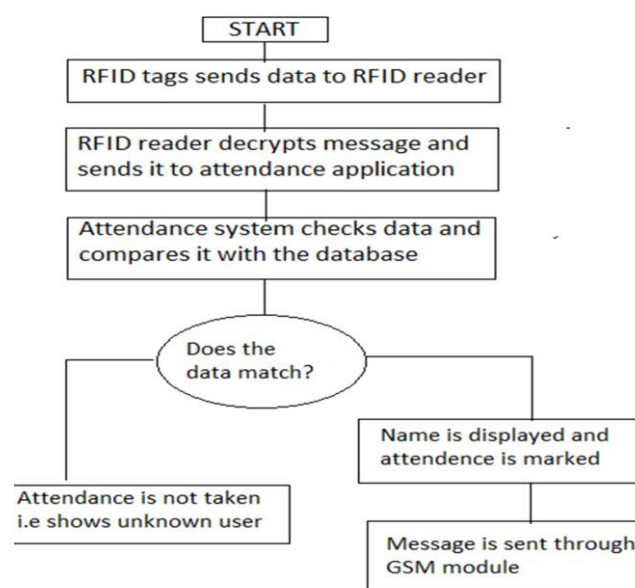 START
RFID tags sends data to RFID reader
RFID reader decrypts message and
sends it to attendance application
Attendance system checks data and
compares it with the database
Does the
data match?
Name is displayed and
attendence is marked
Attendance is not taken
i.e shows unknown user
Message is sent through
GSM module